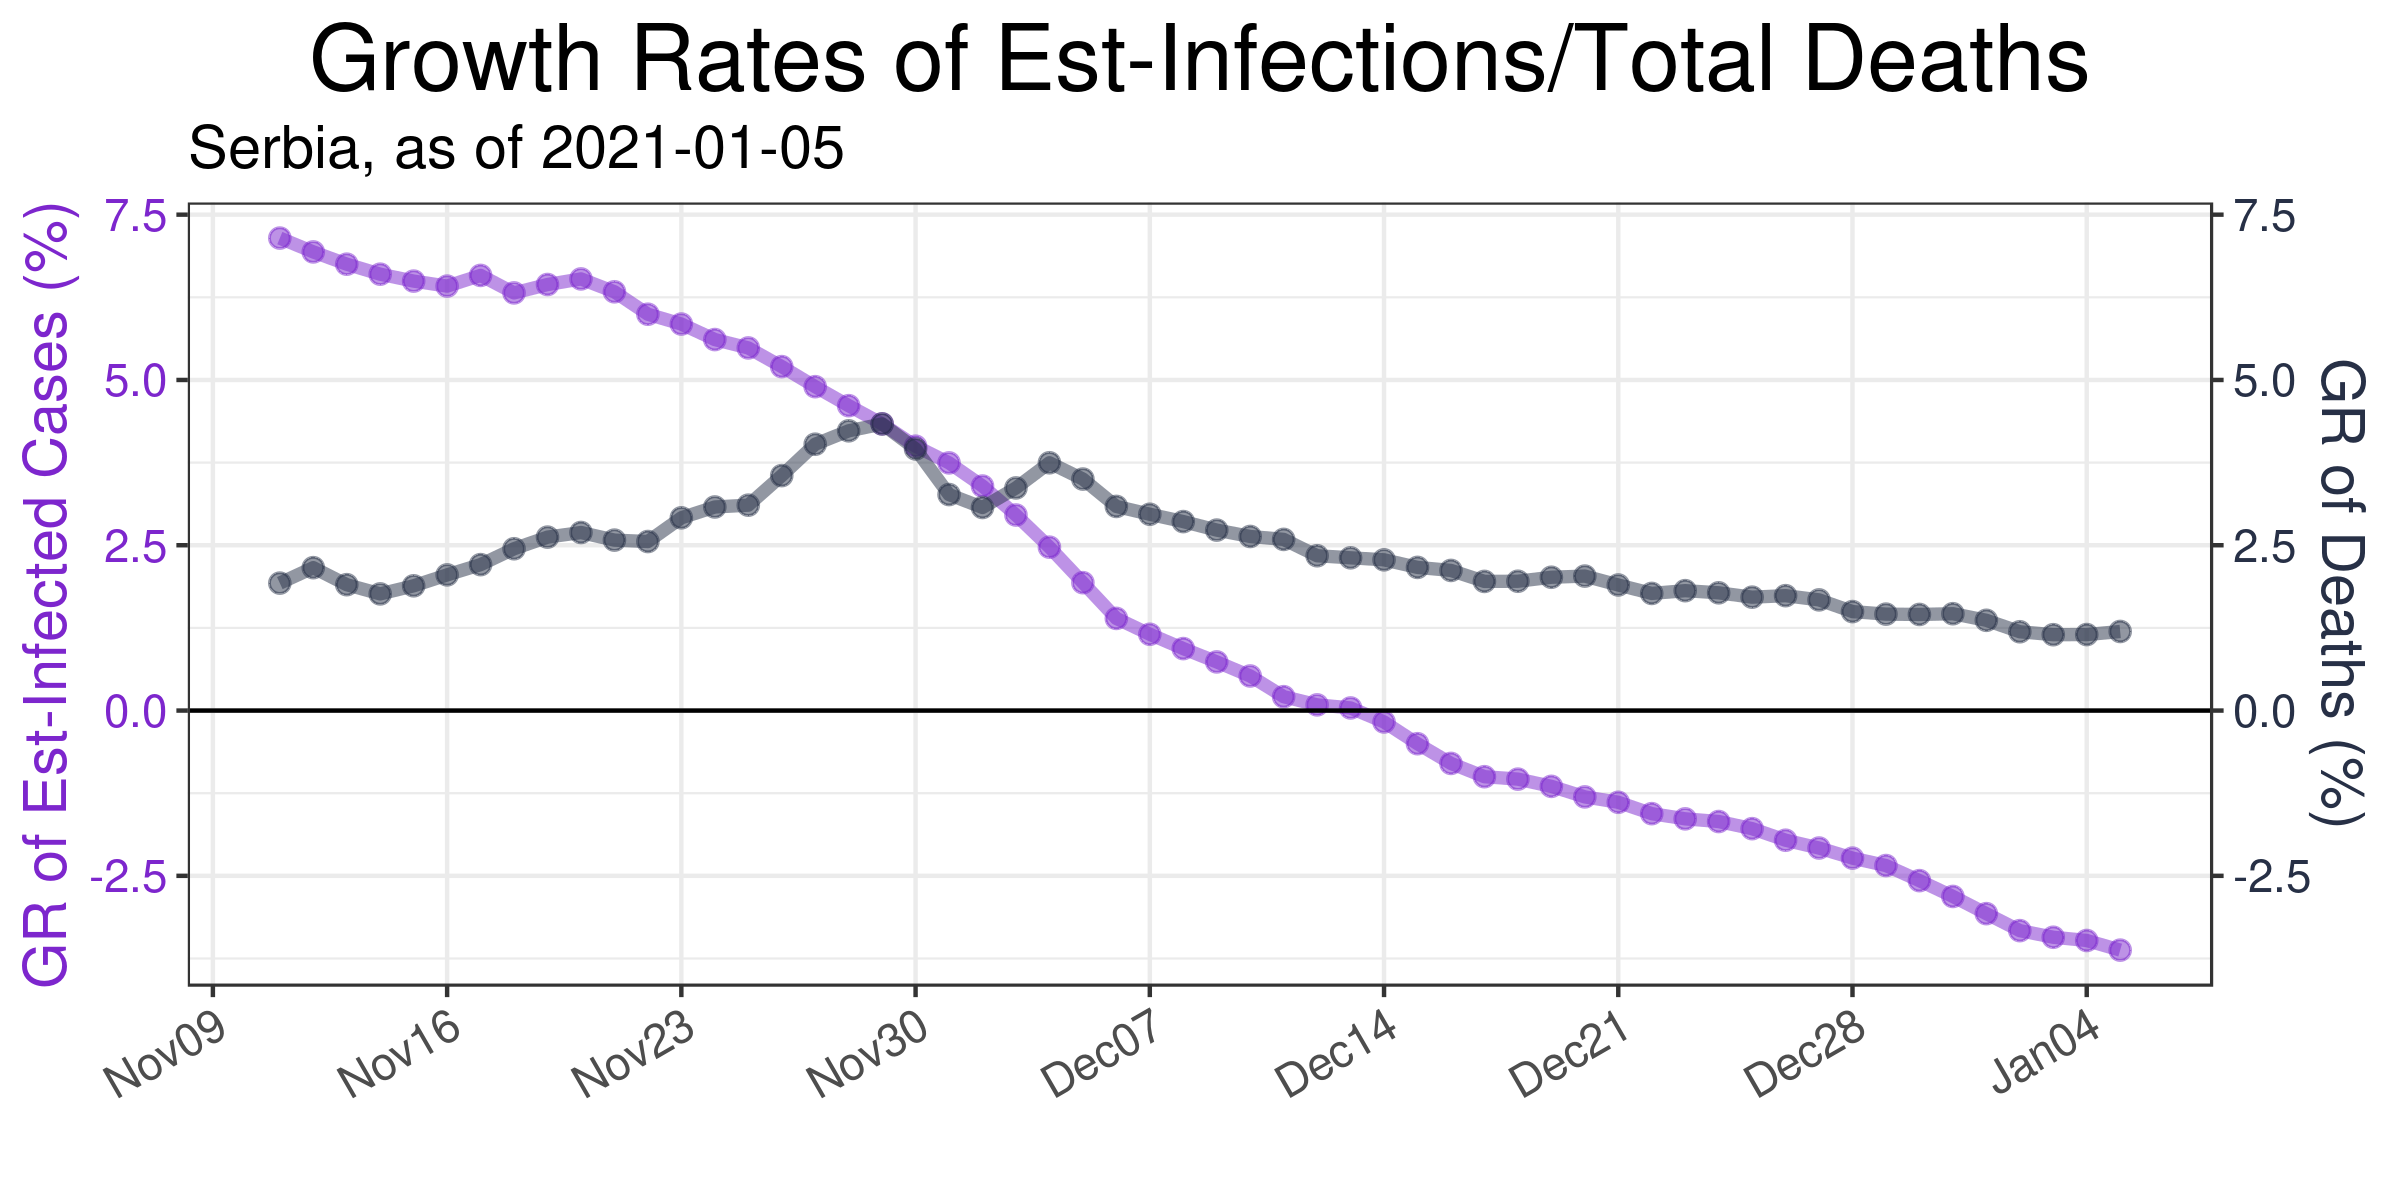 Growth Rates of Est-Infections/Total Deaths
Serbia, as of 2021-01-05
GR of Est-Infected Cases (%)
7.5
5.0
2.5
0.0
-2.5
7.5
5.0
2.5
0.0
-2.5
GR of Deaths (%)
Nov09
Nov16
Nov23
Nov30
Dec07
Dec14
Dec21
Dec28
Jan04